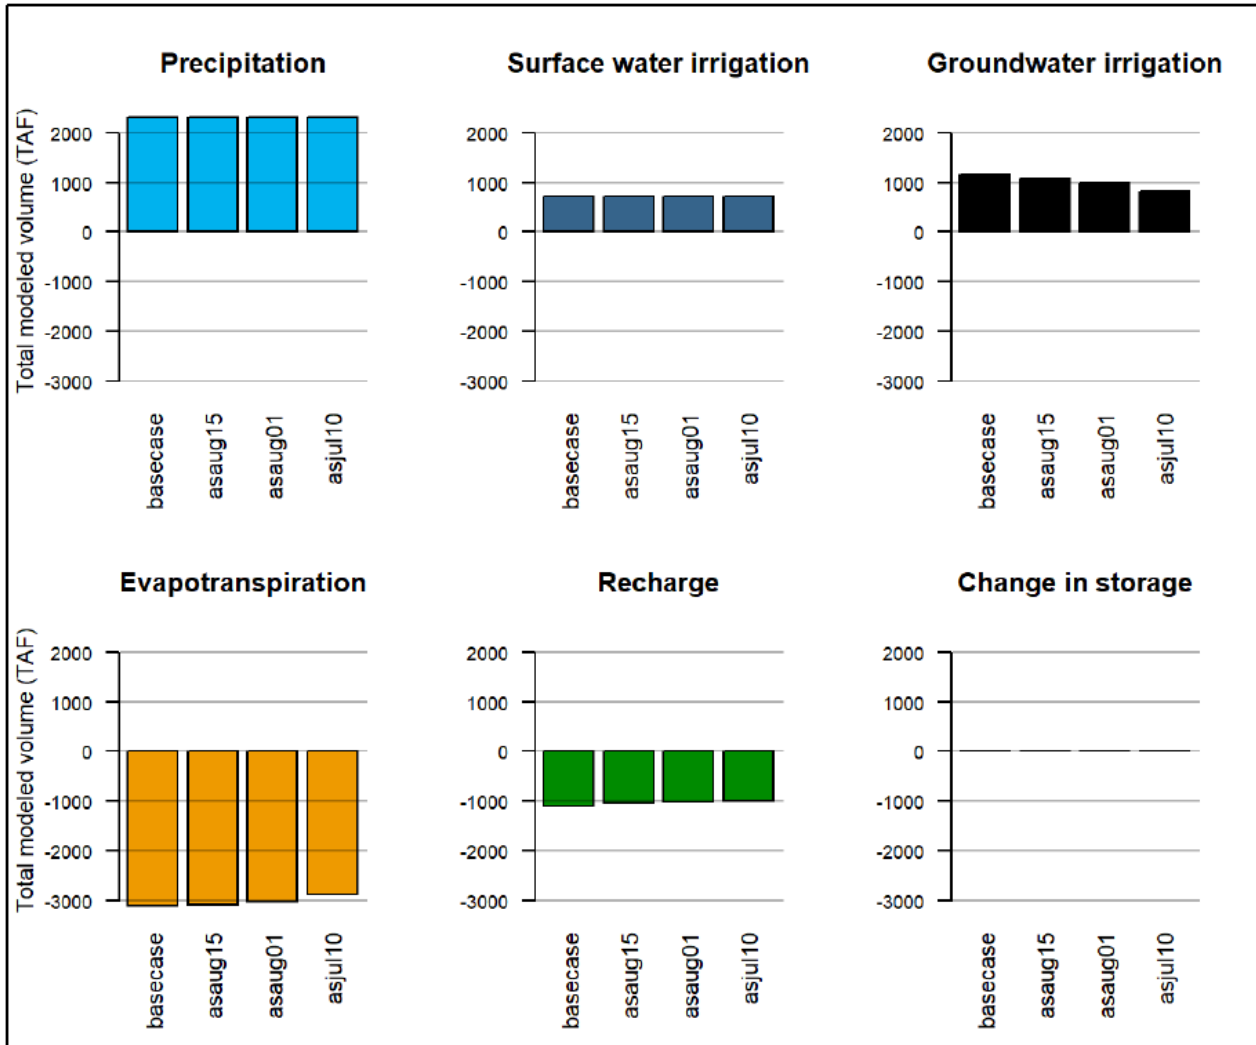 Precipitation
Surface water irrigation
Groundwater irrigation
Total modeled volume (TAF)
2000
1000
0
-1000
-2000
-3000
basecase
asaug15
asaug01
asjul10
2000
1000
0
-1000
-2000
-3000
basecase
asaug15
asaug01
asjul10
2000
1000
0
-1000
-2000
-3000
basecase
asaug15
asaug01
asjul10
Evapotranspiration
Recharge
Change in storage
Total modeled volume (TAF)
2000
1000
0
-1000
-2000
-3000
basecase
asaug15
asaug01
asjul10
2000
1000
0
-1000
-2000
-3000
basecase
asaug15
asaug01
asjul10
2000
1000
0
-1000
-2000
-3000
basecase
asaug15
asaug01
asjul10